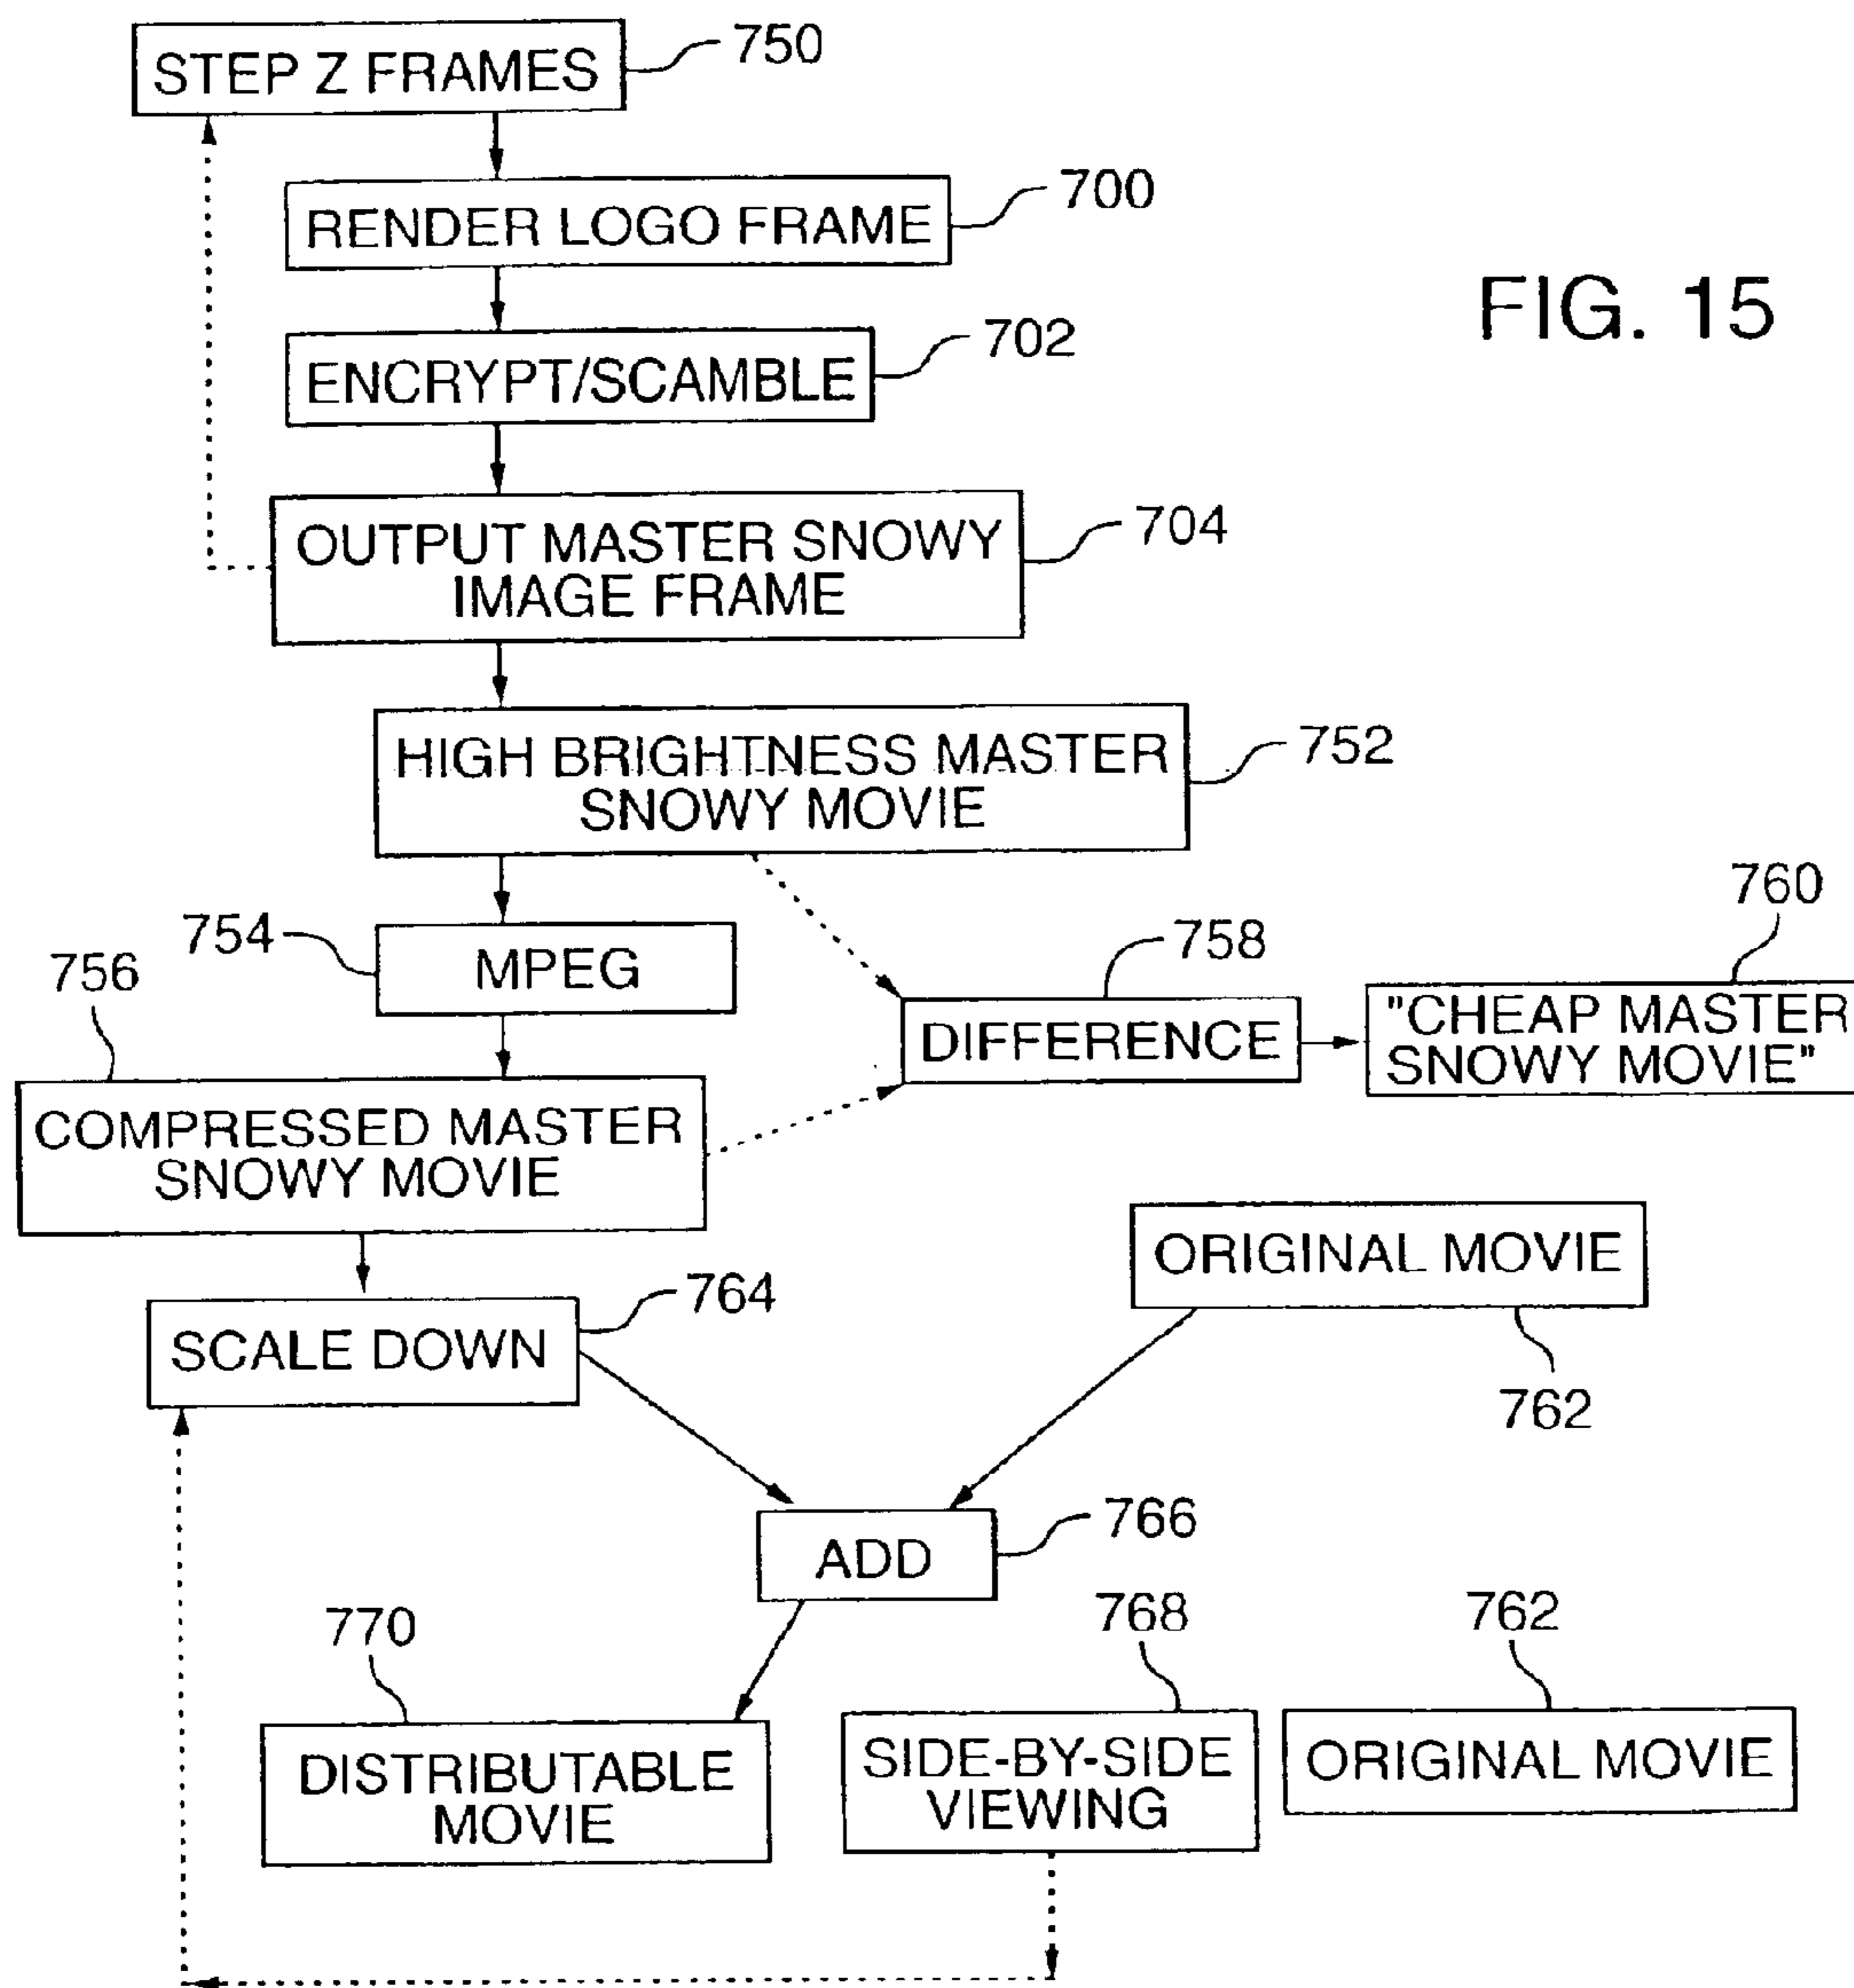 STEP Z FRAMES
750
RENDER LOGO FRAME
700
FIG. 15
ENCRYPT/SCAMBLE
702
OUTPUT MASTER SNOWY
IMAGE FRAME
704
HIGH BRIGHTNESS MASTER
SNOWY MOVIE
752
754
MPEG
756
COMPRESSED MASTER
SNOWY MOVIE
758
DIFFERENCE
760
"CHEAP MASTER
SNOWY MOVIE"
ORIGINAL MOVIE
762
SCALE DOWN
764
ADD
766
770
DISTRIBUTABLE
MOVIE
768
SIDE-BY-SIDE
VIEWING
762
ORIGINAL MOVIE